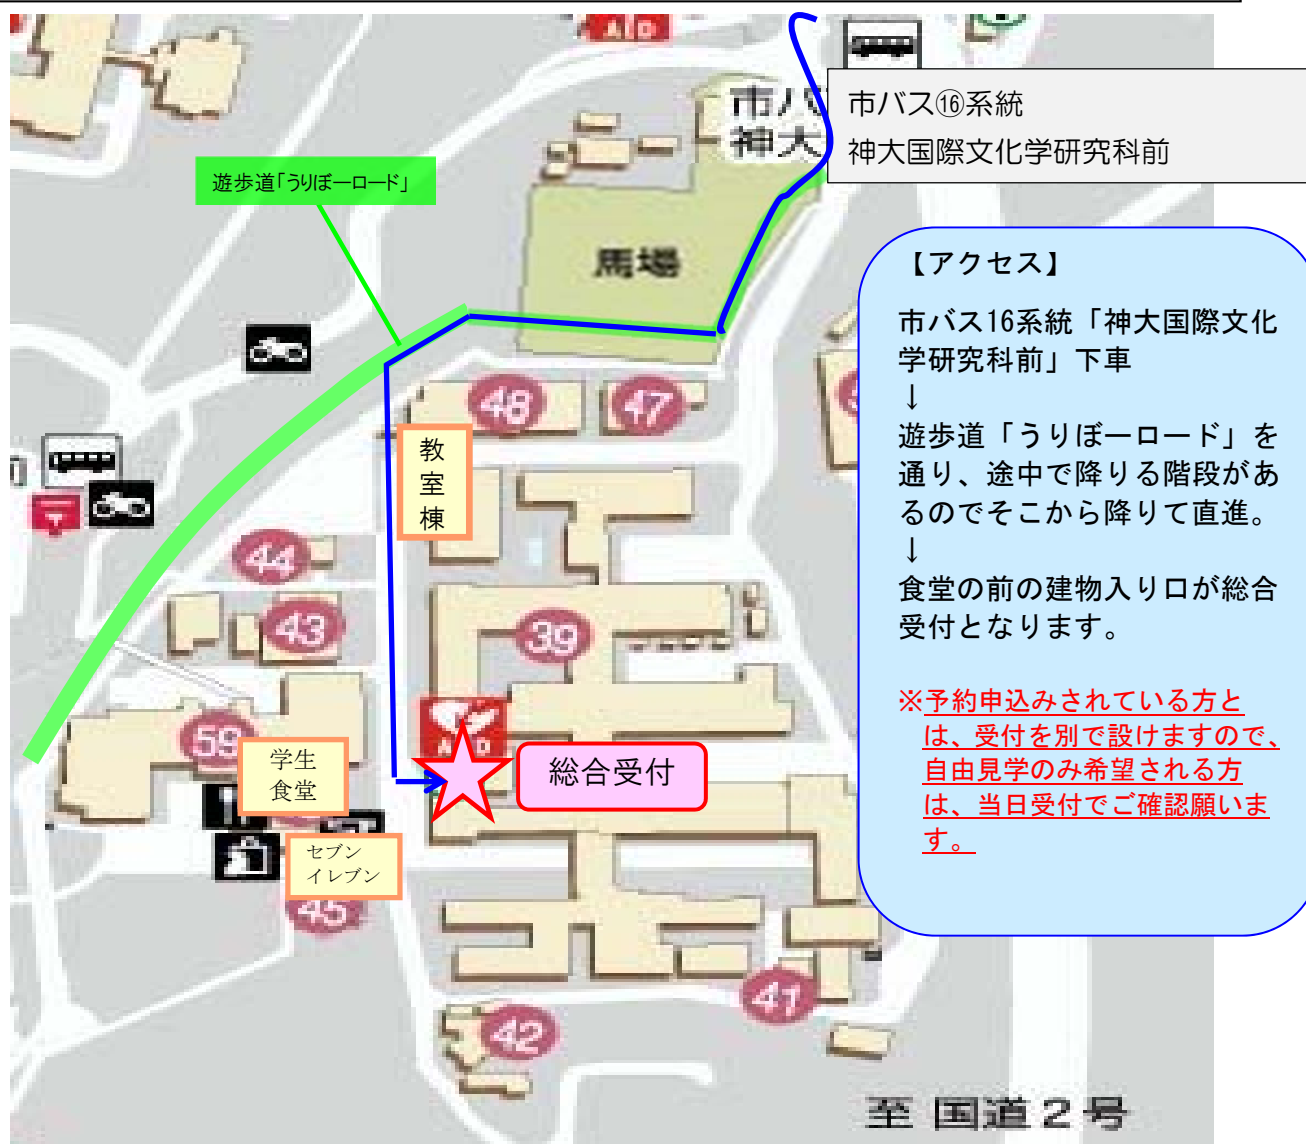 AED
市バ
神大
市バス⑯系統
神大国際文化学研究科前
遊歩道「うりぼーロード」
馬場
【アクセス】
市バス16系統「神大国際文化
学研究科前」下車
↓
遊歩道「うりぼーロード」を
通り、途中で降りる階段があ
るのでそこから降りて直進。
↓
食堂の前の建物入り口が総合
受付となります。
※予約申込みされている方と
は、受付を別で設けますので、
自由見学のみ希望される方
は、当日受付でご確認願いま
す。
48
47
教
室
棟
44
43
39
59
学生
食堂
総合受付
セブン
イレブン
45
41
42
至 国道2号